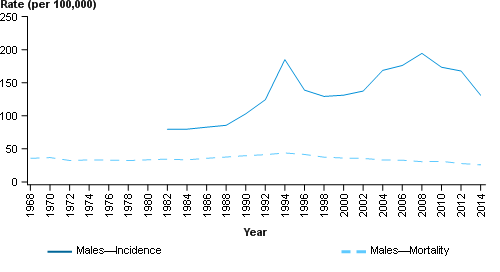 Rate (per 100,000)
250
200
150
100
50
0
1968 1970 1972 1974 1976 1978 1980 1982 1984 1986 1988 1990 1992 1994 1996 1998 2000 2002 2004 2006 2008 2010 2012 2014
Year
Males—Incidence Males—Mortality